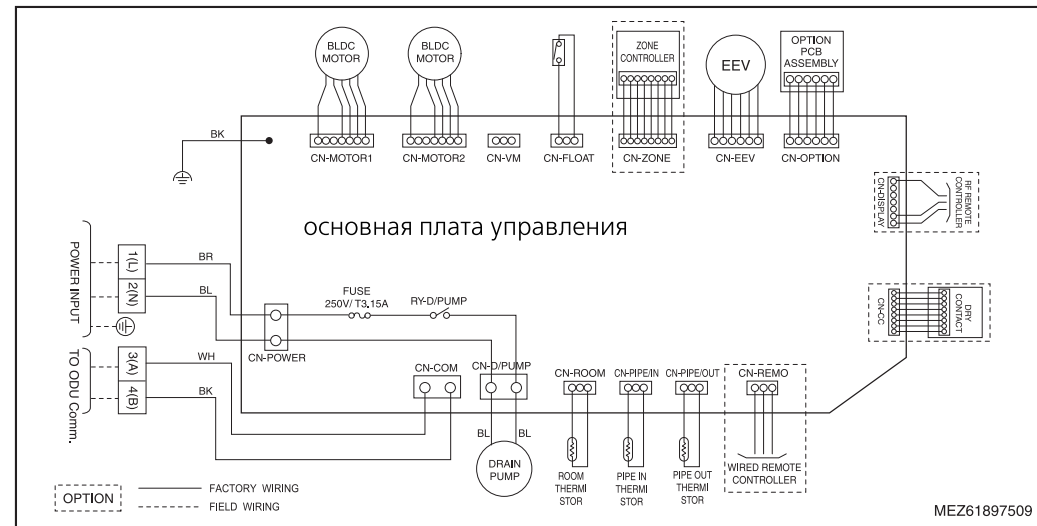 BLDC
MOTOR
BLDC
MOTOR
ZONE
CONTROLLER
EEV
OPTION
PCB
ASSEMBLY
BK
CN-MOTOR1
CN-MOTOR2
CN-VM
CN-FLOAT
CN-ZONE
CN-EEV
CN-OPTION
CN-DISPLAY
RF REMOTE
CONTROLLER
основная плата управления
POWER INPUT
1(L)
2(N)
BR
BL
FUSE
250V/ T3.15A
RY-D/PUMP
CN-POWER
CN-CC
DRY
CONTACT
TO ODU Comm.
3(A)
4(B)
WH
BK
CN-COM
CN-D/PUMP
CN-ROOM
CN-PIPE/IN
CN-PIPE/OUT
CN-REMO
BL
BL
DRAIN
PUMP
ROOM
THERMI
STOR
PIPE IN
THERMI
STOR
PIPE OUT
THERMI
STOR
WIRED REMOTE
CONTROLLER
OPTION
FACTORY WIRING
FIELD WIRING
MEZ61897509